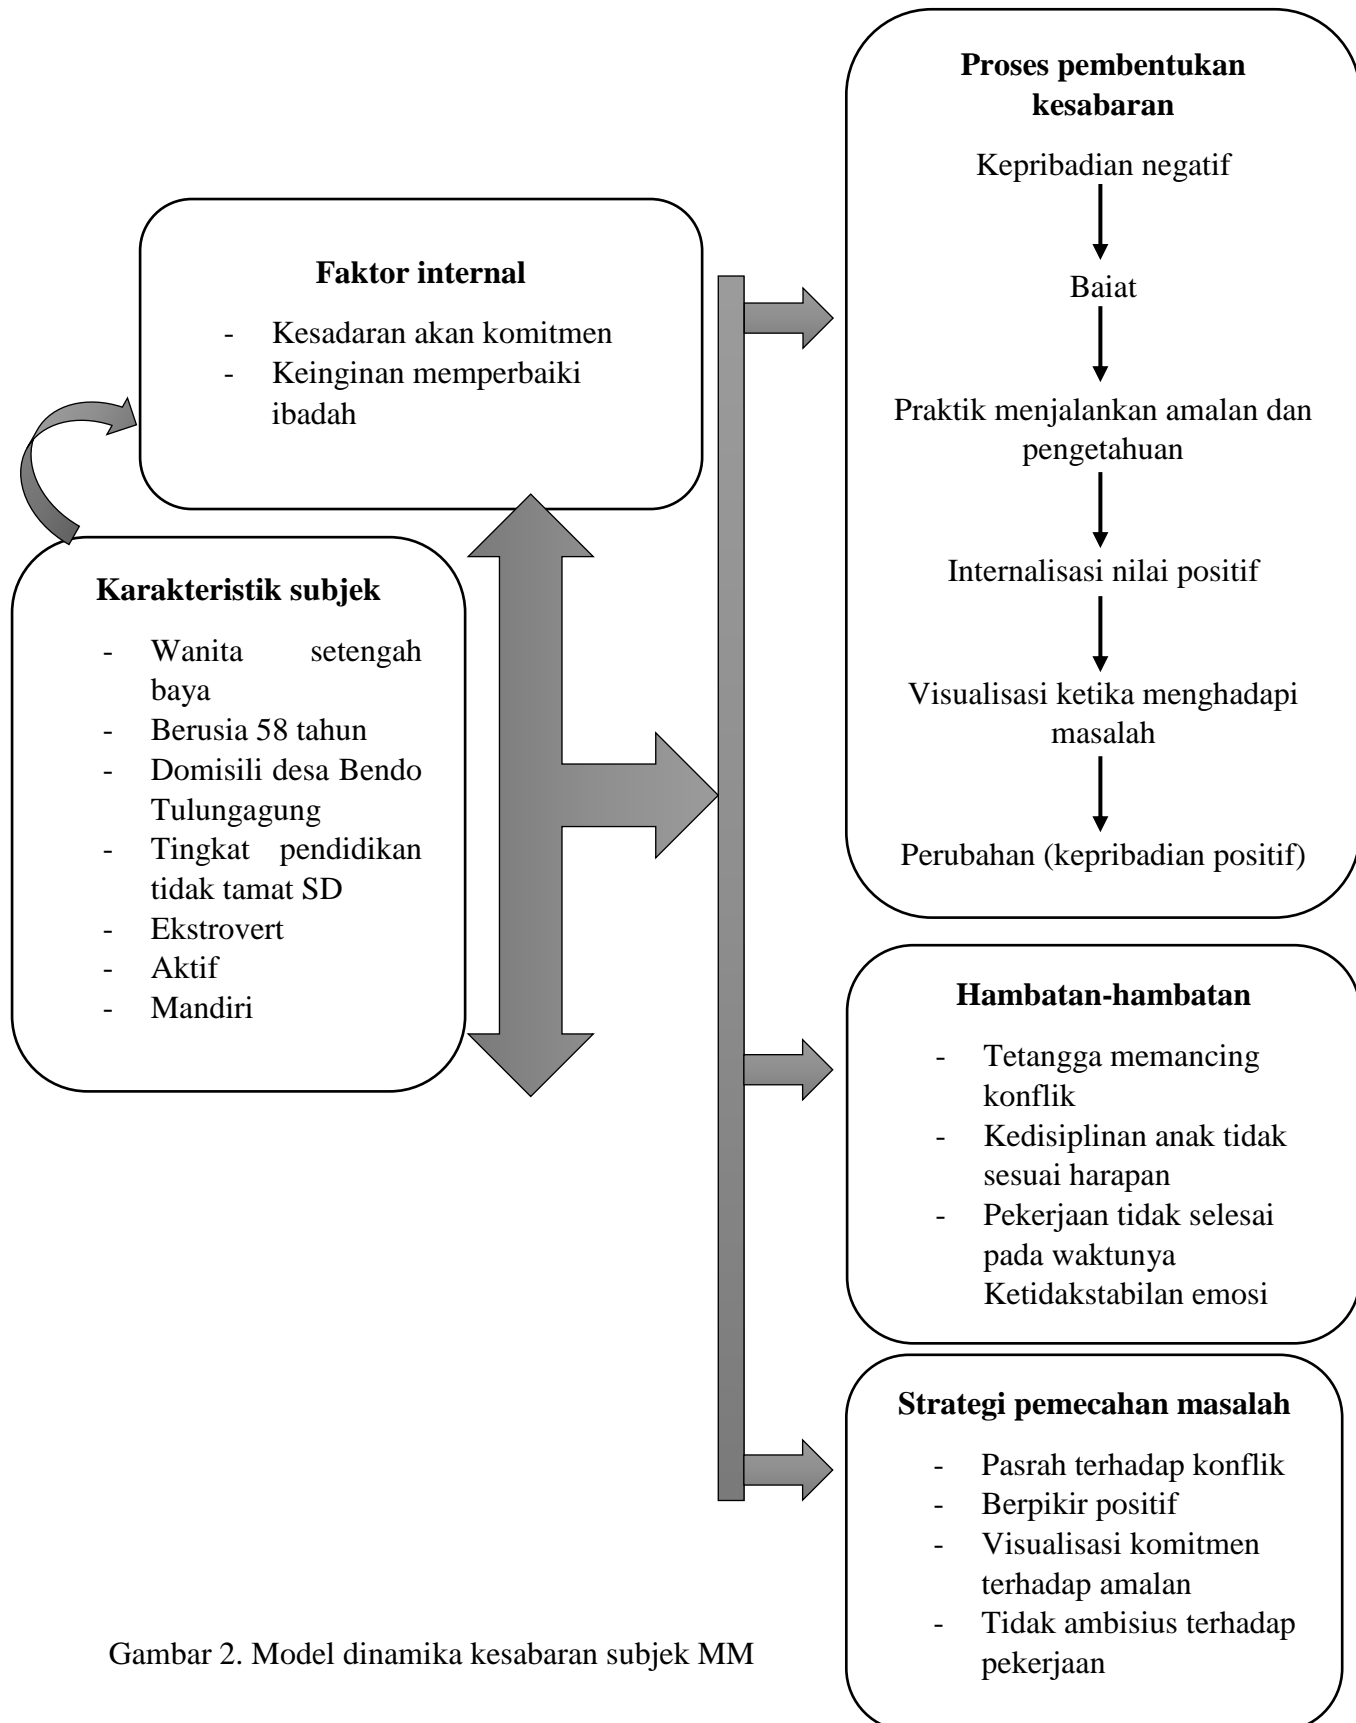 Proses pembentukan
kesabaran
Kepribadian negatif
Baiat
Praktik menjalankan amalan dan
pengetahuan
Internalisasi nilai positif
Visualisasi ketika menghadapi
masalah
Perubahan (kepribadian positif)
Faktor internal
- Kesadaran akan komitmen
- Keinginan memperbaiki
ibadah
Karakteristik subjek
- Wanita setengah
baya
- Berusia 58 tahun
- Domisili desa Bendo
Tulungagung
- Tingkat pendidikan
tidak tamat SD
- Ekstrovert
- Aktif
- Mandiri
Hambatan-hambatan
- Tetangga memancing
konflik
- Kedisiplinan anak tidak
sesuai harapan
- Pekerjaan tidak selesai
pada waktunya
Ketidakstabilan emosi
Strategi pemecahan masalah
- Pasrah terhadap konflik
- Berpikir positif
- Visualisasi komitmen
terhadap amalan
- Tidak ambisius terhadap
pekerjaan
Gambar 2. Model dinamika kesabaran subjek MM